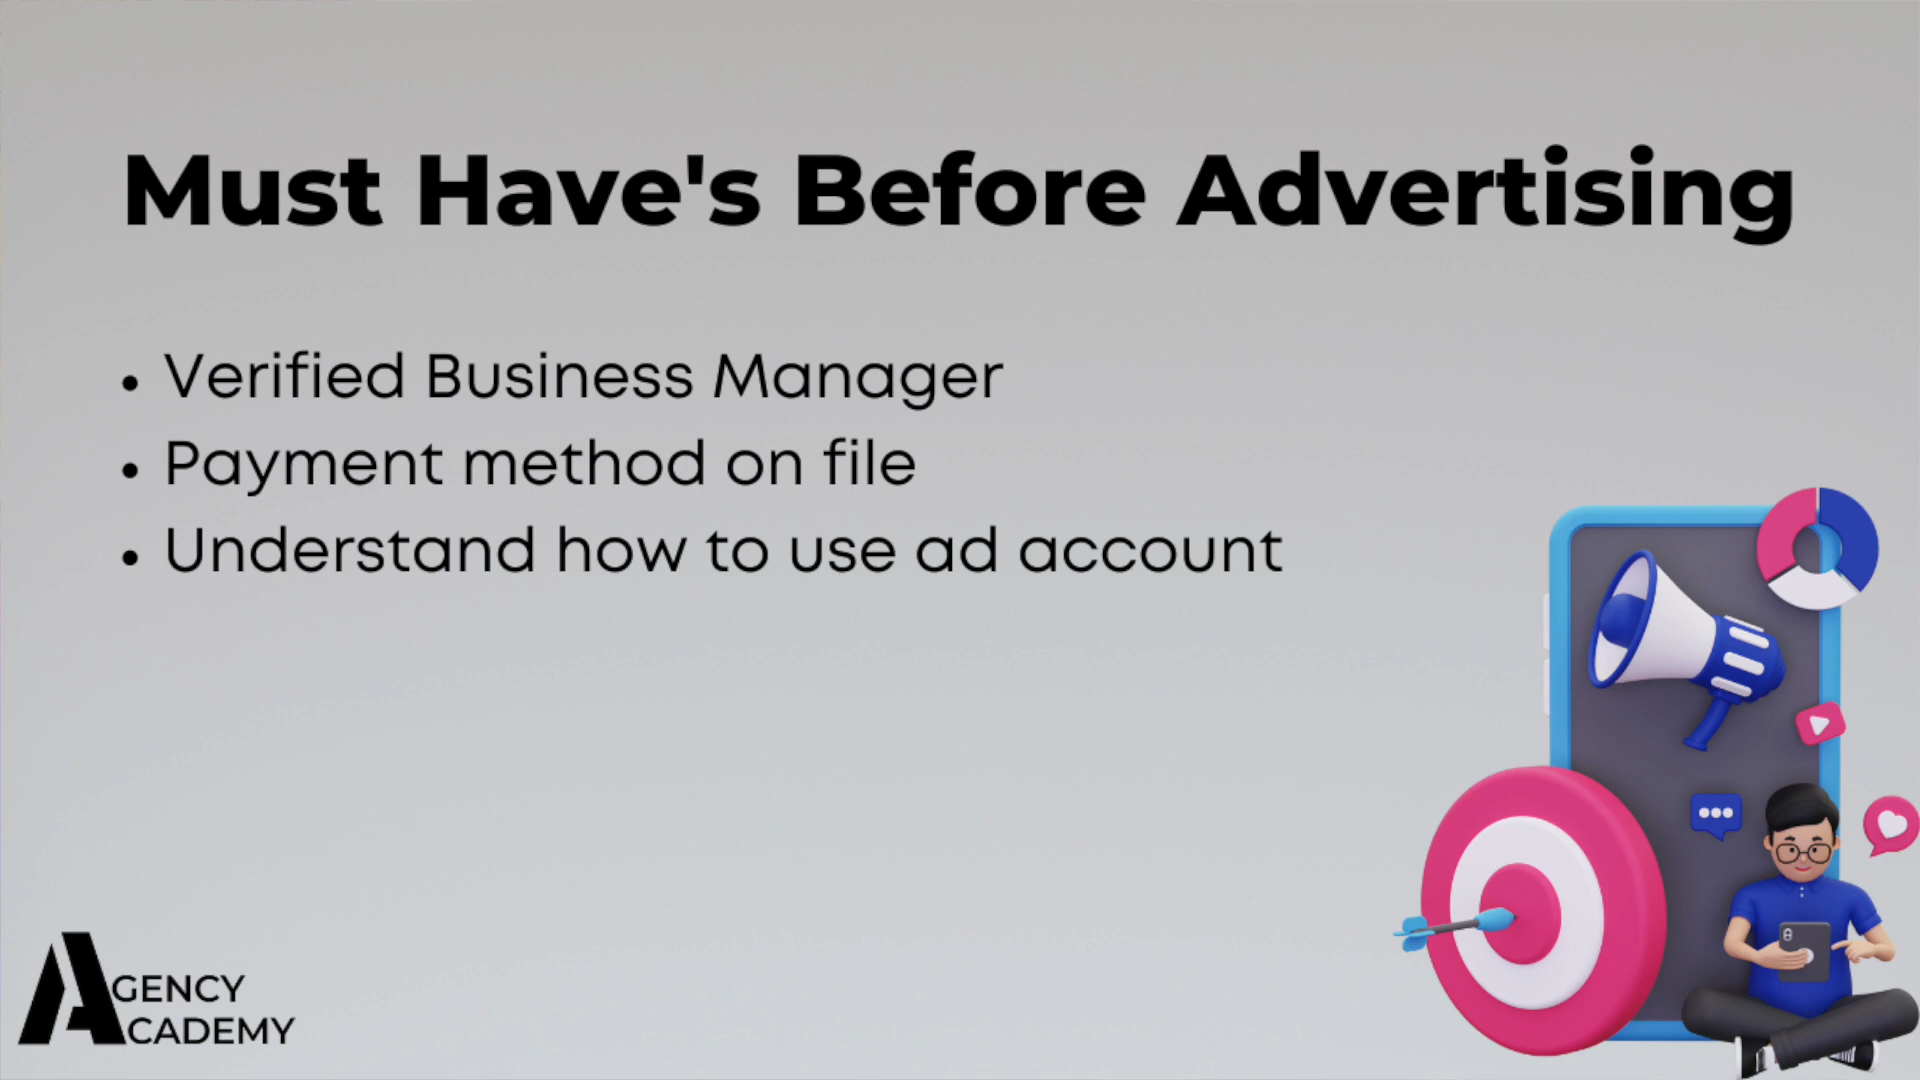 Must Have's Before Advertising
• Verified Business Manager
• Payment method on file
• Understand how to use ad account
AGENCY
ACADEMY